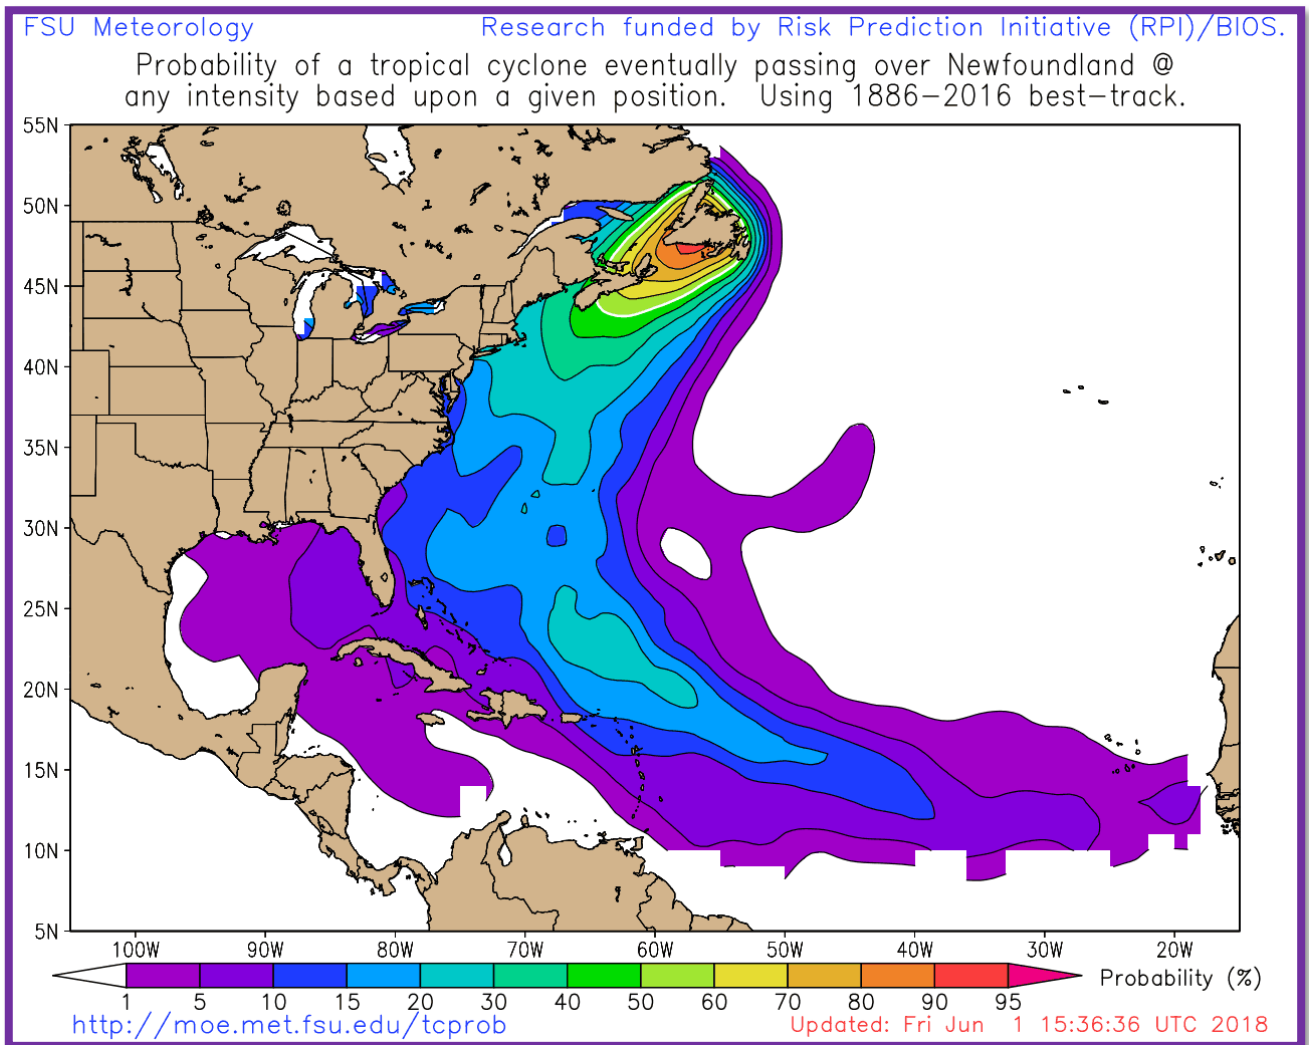 FSU Meteorology Research funded by Risk Prediction Initiative (RPI)/BIOS.
Probability of a tropical cyclone eventually passing over Newfoundland @
any intensity based upon a given position. Using 1886-2016 best-track.
55N
50N
45N
40N
35N
30N
25N
20N
15N
10N
5N
100W 90W 80W 70W 60W 50W 40W 30W 20W
Probability (%)
1 5 10 15 20 30 40 50 60 70 80 90 95
http://moe.met.fsu.edu/tcprob Updated: Fri Jun 1 15:36:36 UTC 2018